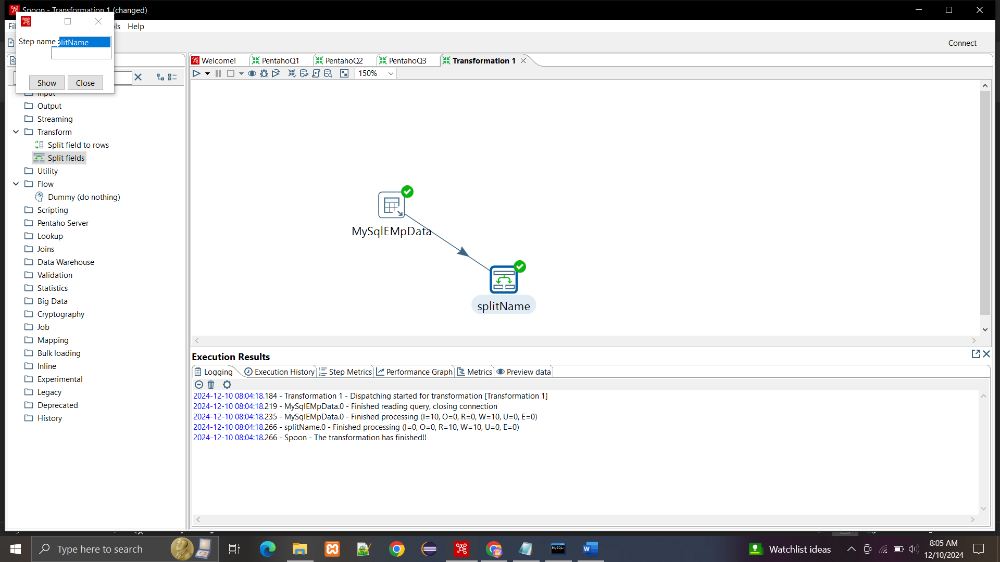 Spoon - Transformation 1 (changed)
Help
Connect
Step name
splitName
Show
Close
Welcome!
PentahoQ1
PentahoQ2
PentahoQ3
Transformation 1
150%
Input
Output
Streaming
Transform
Split field to rows
Split fields
Utility
Flow
Dummy (do nothing)
Scripting
Pentaho Server
Lookup
Joins
Data Warehouse
Validation
Statistics
Big Data
Cryptography
Job
Mapping
Bulk loading
Inline
Experimental
Legacy
Deprecated
History
MySqlEMpData
splitName
Execution Results
Logging
Execution History
Step Metrics
Performance Graph
Metrics
Preview data
2024-12-10 08:04:18.184 - Transformation 1 - Dispatching started for transformation [Transformation 1]
2024-12-10 08:04:18.219 - MySqlEMpData.0 - Finished reading query, closing connection
2024-12-10 08:04:18.235 - MySqlEMpData.0 - Finished processing (I=10, O=0, R=0, W=10, U=0, E=0)
2024-12-10 08:04:18.266 - splitName.0 - Finished processing (I=0, O=0, R=10, W=10, U=0, E=0)
2024-12-10 08:04:18.266 - Spoon - The transformation has finished!!
Type here to search
Watchlist ideas
8:05 AM
12/10/2024